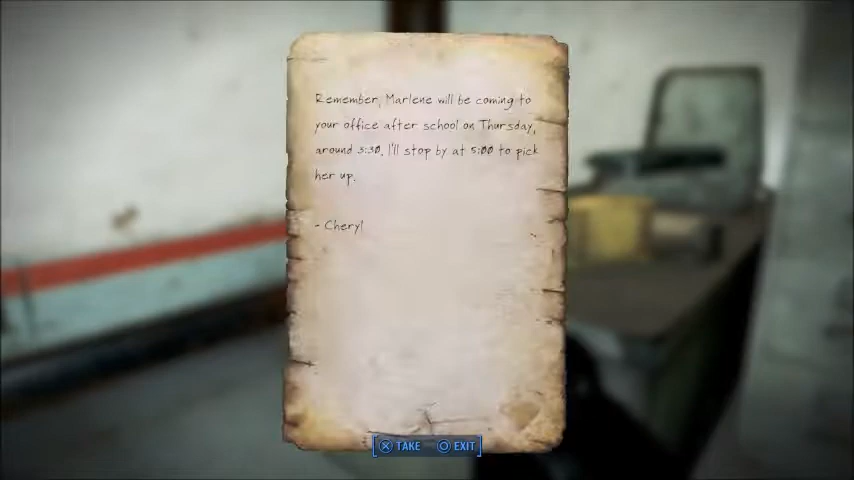 Remember, Marlene will be coming to
your office after school on Thursday,
around 3:30. I'll stop by at 5:00 to pick
her up.
- Cheryl
TAKE EXIT